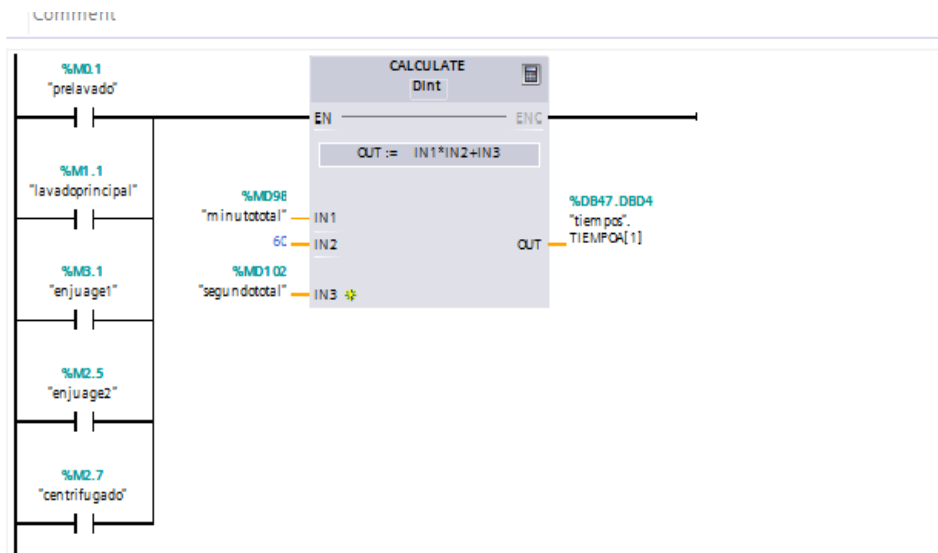 Comment
%M0.1
"prelavado"
CALCULATE
DInt
EN
ENO
OUT := IN1*IN2+IN3
%M1.1
"lavadoprincipal"
%MD98
"minutototal"
IN1
60
IN2
%DB47.DBD4
"tiempos".
TIEMPOA[1]
OUT
%M3.1
"enjuage1"
%MD102
"segundototal"
IN3
%M2.5
"enjuage2"
%M2.7
"centrifugado"